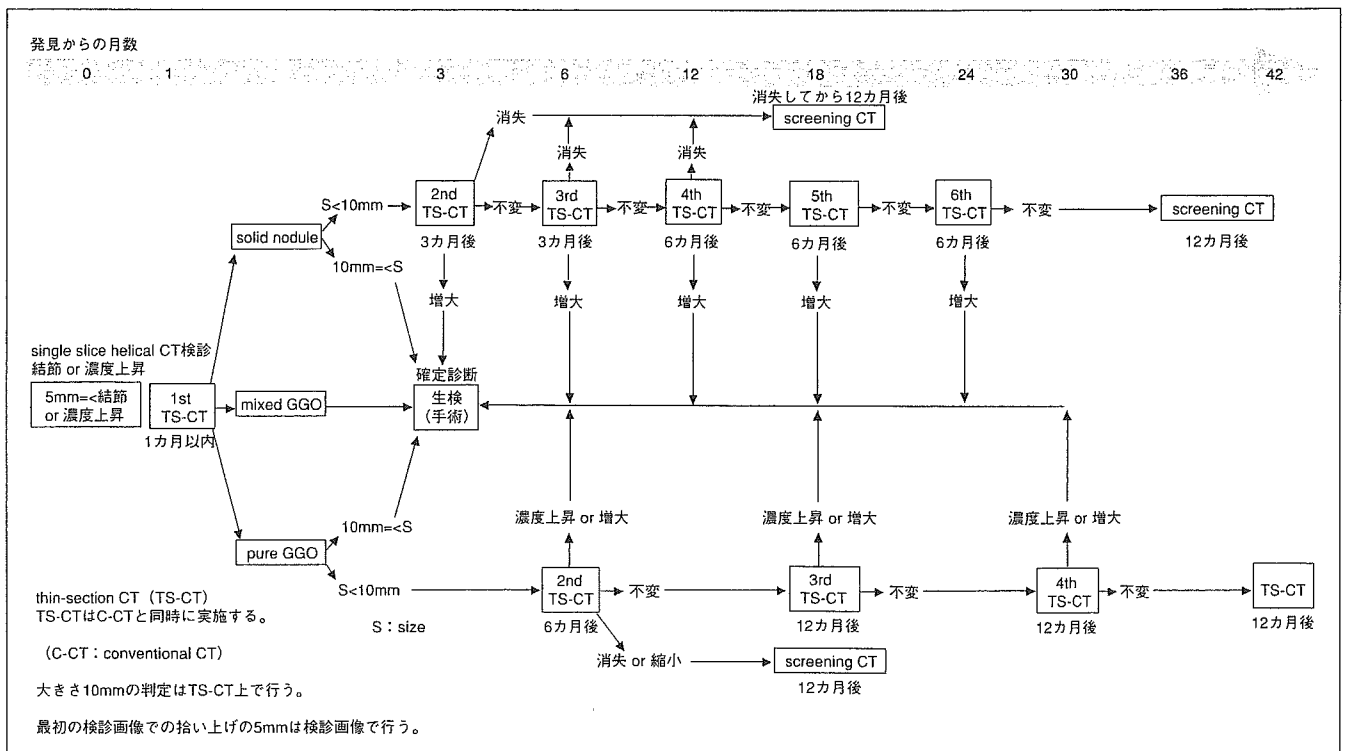 発見からの月数
0 1 3 6 12 18 24 30 36 42
消失してから12カ月後
消失
screening CT
消失 消失
S<10mm
2nd TS-CT
不変
3rd TS-CT
不変
4th TS-CT
不変
5th TS-CT
不変
6th TS-CT
不変
screening CT
solid nodule
3カ月後 3カ月後 6カ月後 6カ月後 6カ月後 12カ月後
10mm=<S
増大 増大 増大 増大 増大
single slice helical CT検診
結節 or 濃度上昇
5mm=<結節
or 濃度上昇
1st
TS-CT
1カ月以内
mixed GGO
確定診断
生検
(手術)
濃度上昇 or 増大 濃度上昇 or 増大 濃度上昇 or 増大
10mm=<S
pure GGO
S<10mm
2nd TS-CT
不変
3rd TS-CT
不変
4th TS-CT
不変
TS-CT
6カ月後 12カ月後 12カ月後 12カ月後
消失 or 縮小
screening CT
12カ月後
thin-section CT(TS-CT)
TS-CTはC-CTと同時に実施する。
S:size
(C-CT:conventional CT)
大きさ10mmの判定はTS-CT上で行う。
最初の検診画像での拾い上げの5mmは検診画像で行う。